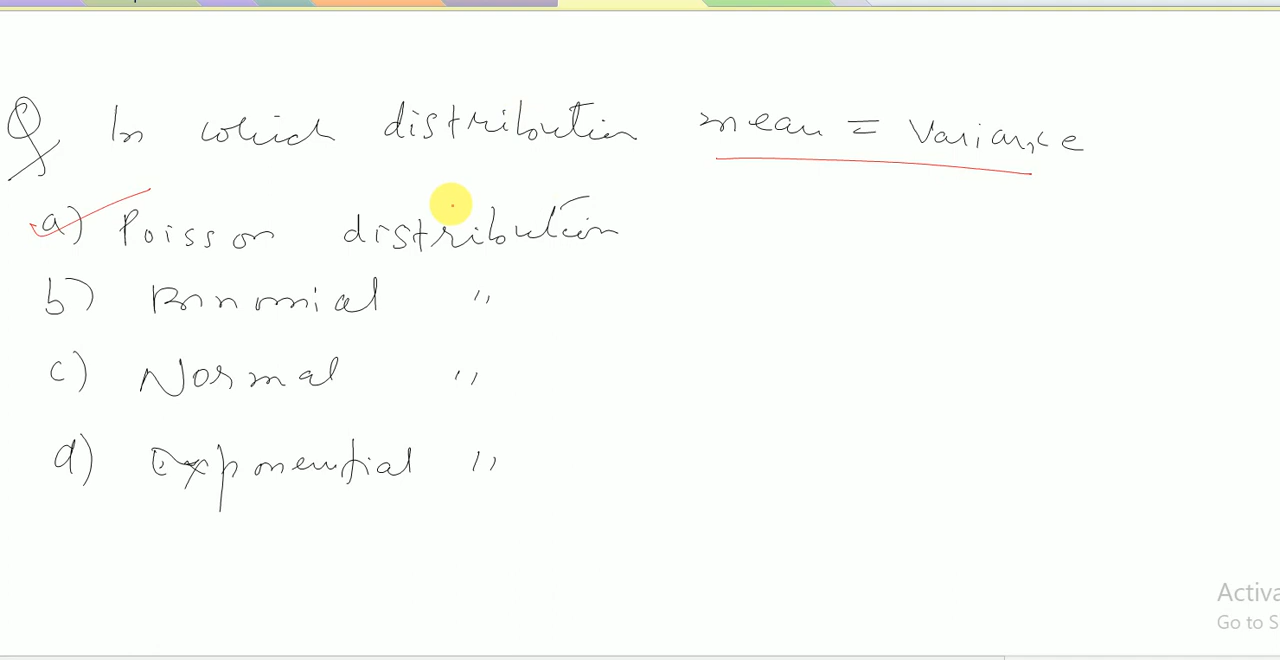 Q In which distribution mean = Variance
a) Poisson distribution
b) Binomial "
c) Normal "
d) Exponential "
Activa
Go to S